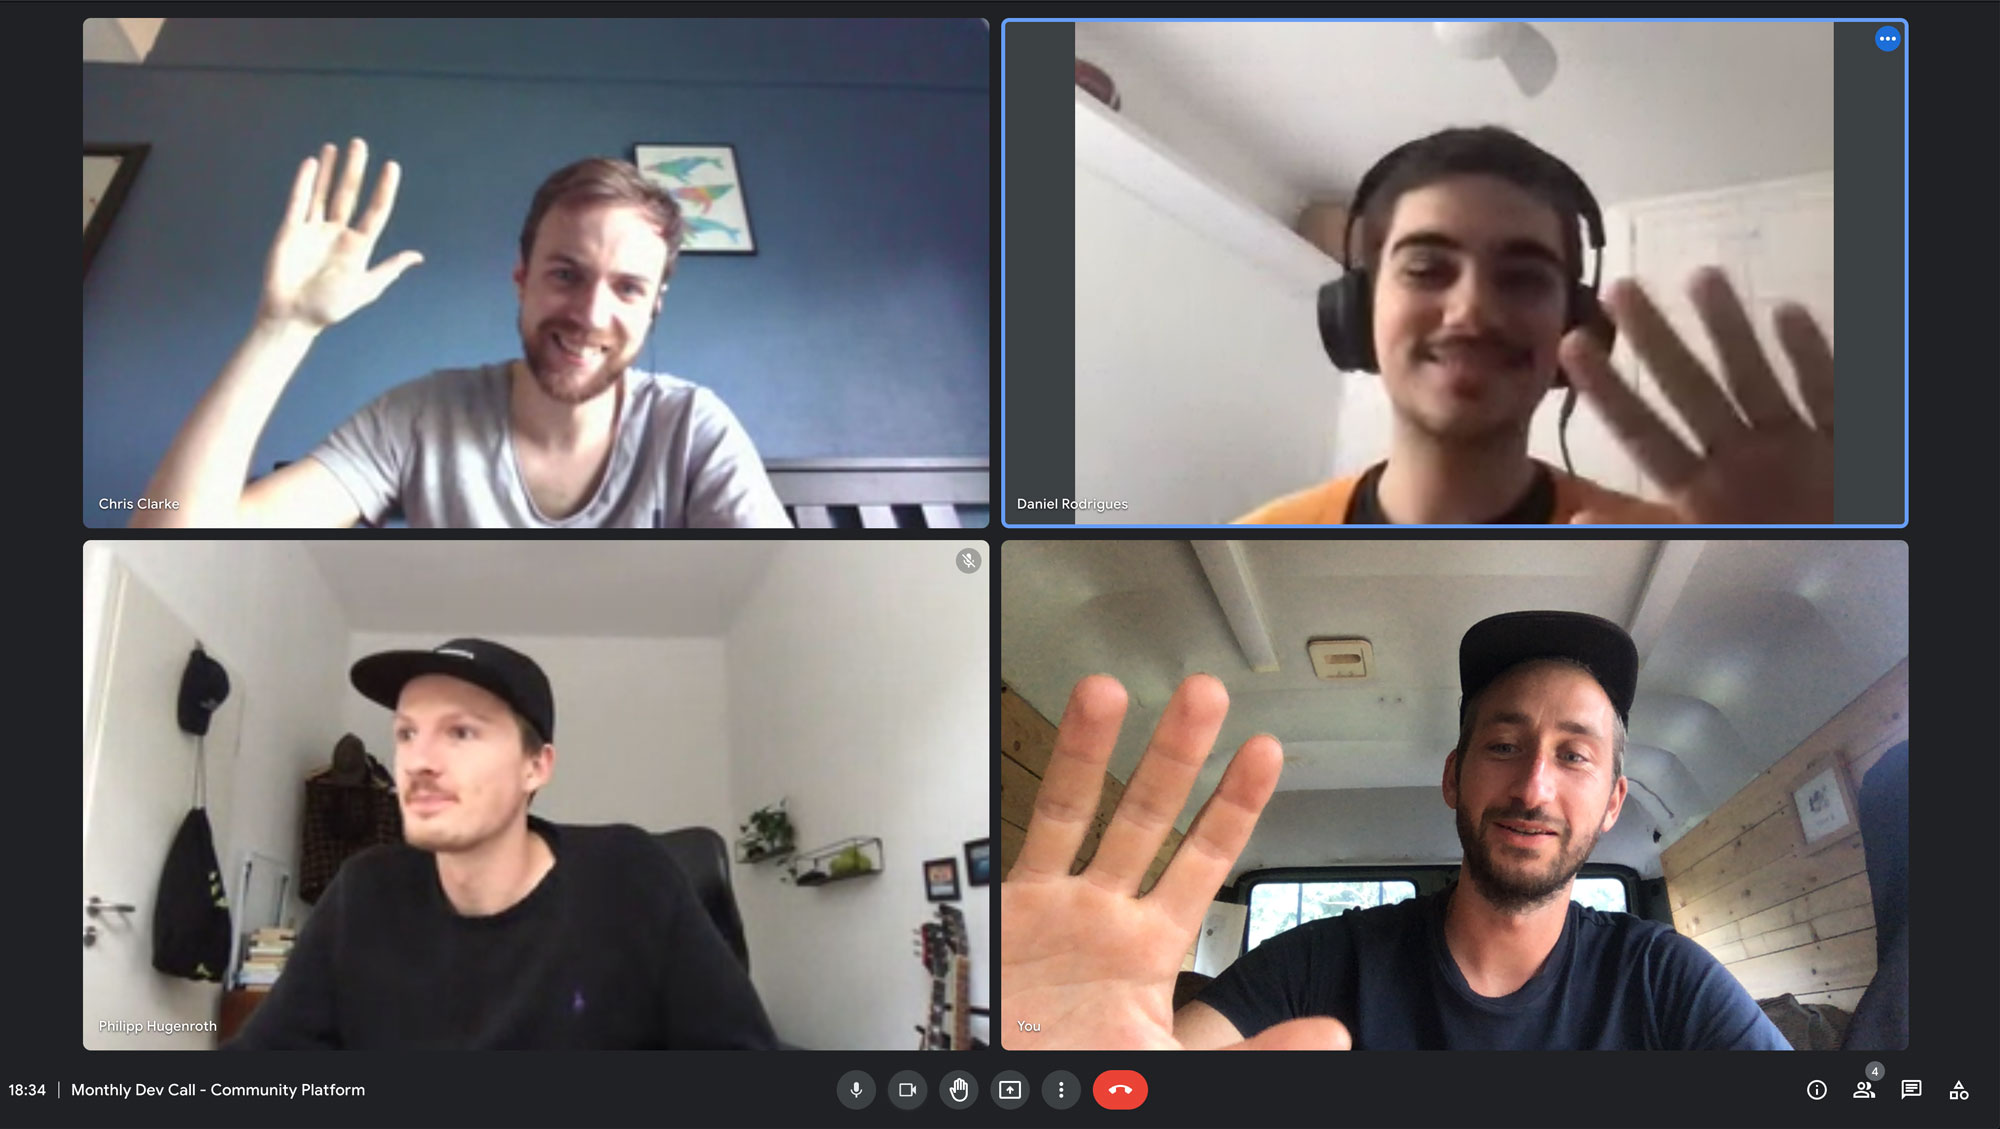 Chris Clarke
Daniel Rodrigues
Philipp Hugenroth
You
18:34 | Monthly Dev Call - Community Platform
4